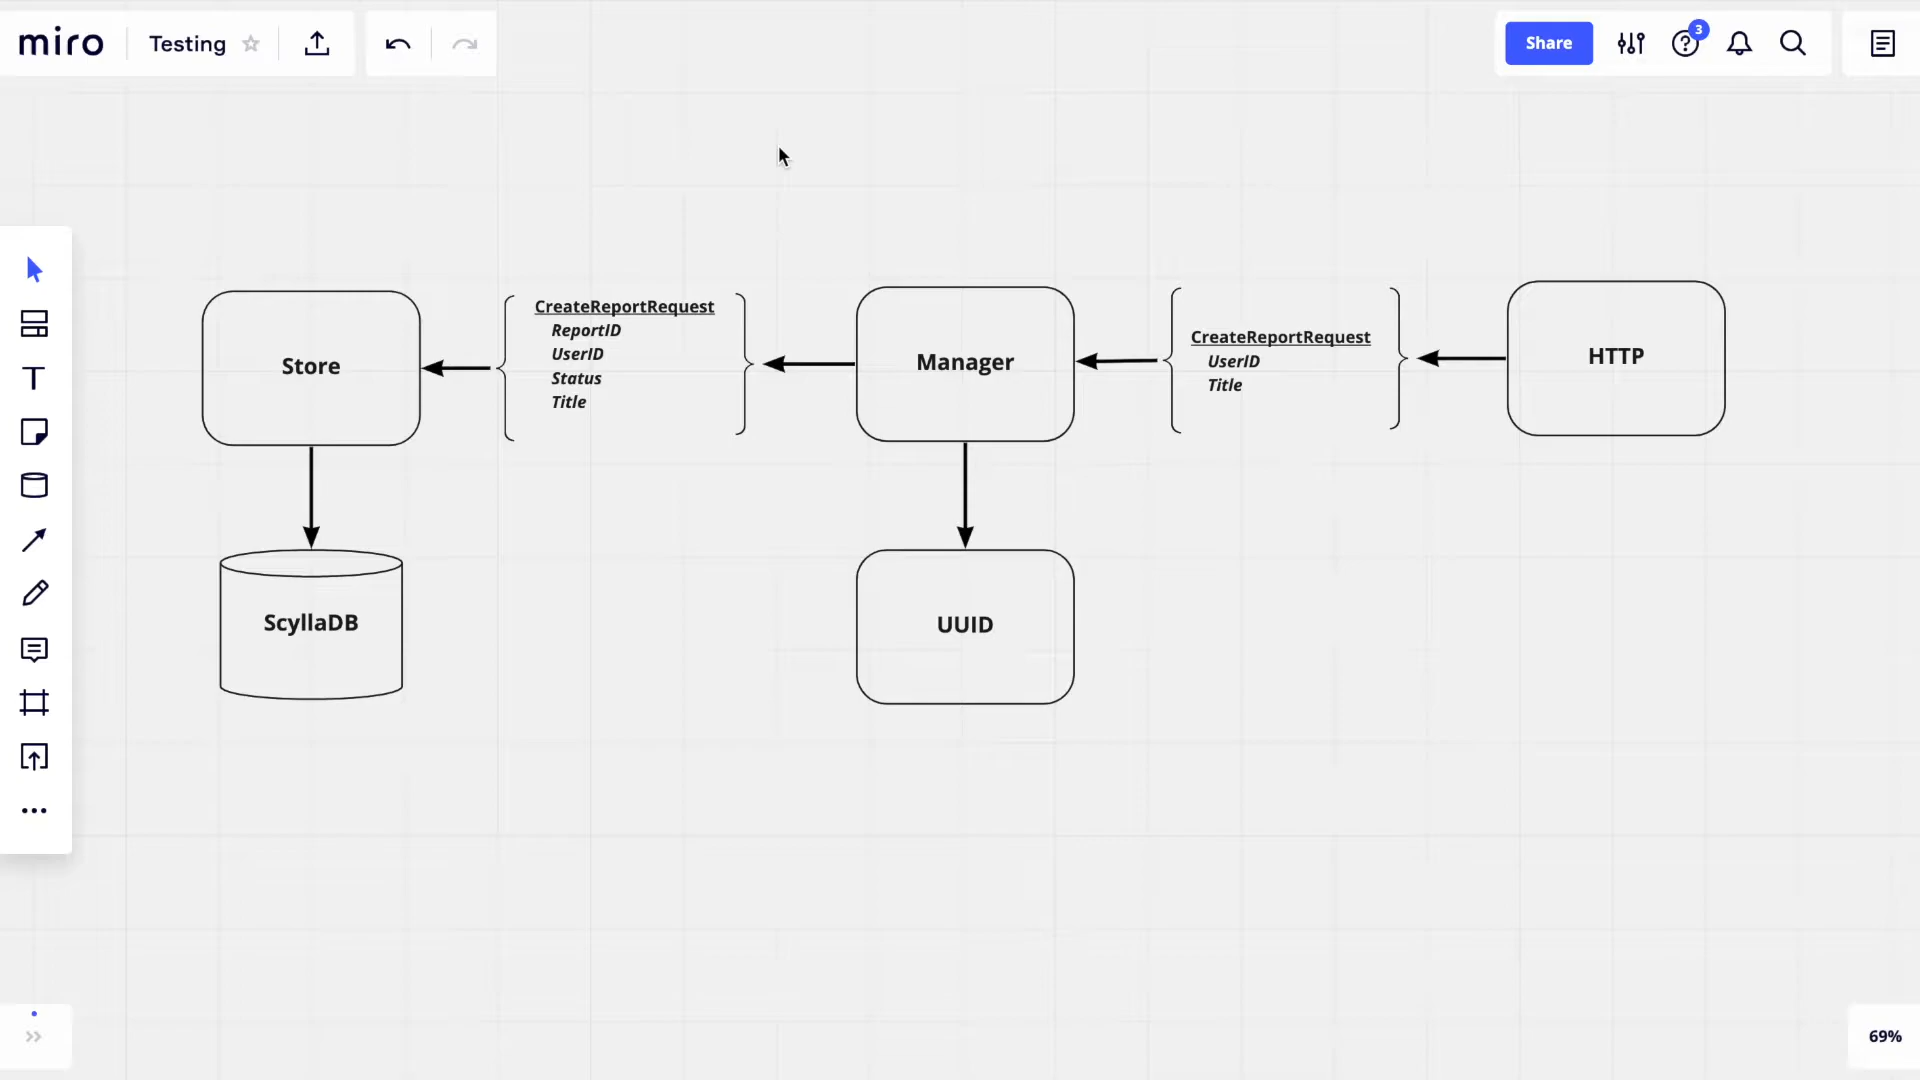 miro
Testing
Share
3
Store
CreateReportRequest
ReportID
UserID
Status
Title
Manager
CreateReportRequest
UserID
Title
HTTP
ScyllaDB
UUID
69%